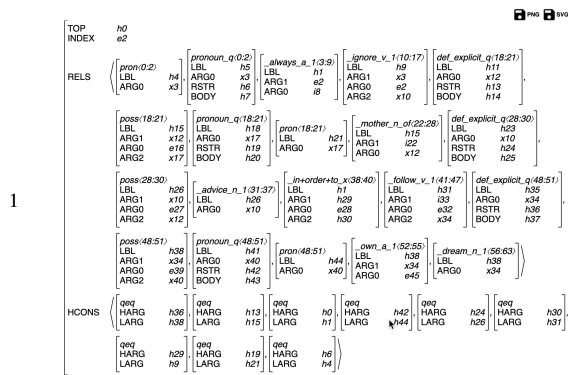 PNG SVG
TOP h0
INDEX e2
1
RELS
pron⟨0:2⟩
LBL h4
ARG0 x3
pronoun_q⟨0:2⟩
LBL h5
ARG0 x3
RSTR h6
BODY h7
_always_a_1⟨3:9⟩
LBL h1
ARG1 e2
ARG0 i8
_ignore_v_1⟨10:17⟩
LBL h9
ARG1 x3
ARG0 e2
ARG2 x10
def_explicit_q⟨18:21⟩
LBL h11
ARG0 x12
RSTR h13
BODY h14
poss⟨18:21⟩
LBL h15
ARG1 x12
ARG0 e16
ARG2 x17
pronoun_q⟨18:21⟩
LBL h18
ARG0 x17
RSTR h19
BODY h20
pron⟨18:21⟩
LBL h21
ARG0 x17
_mother_n_of⟨22:28⟩
LBL h15
ARG1 i22
ARG0 x12
def_explicit_q⟨28:30⟩
LBL h23
ARG0 x10
RSTR h24
BODY h25
poss⟨28:30⟩
LBL h26
ARG1 x10
ARG0 e27
ARG2 x12
_advice_n_1⟨31:37⟩
LBL h26
ARG0 x10
_in+order+to_x⟨38:40⟩
LBL h1
ARG1 h29
ARG0 e28
ARG2 h30
_follow_v_1⟨41:47⟩
LBL h31
ARG1 i33
ARG0 e32
ARG2 x34
def_explicit_q⟨48:51⟩
LBL h35
ARG0 x34
RSTR h36
BODY h37
poss⟨48:51⟩
LBL h38
ARG1 x34
ARG0 e39
ARG2 x40
pronoun_q⟨48:51⟩
LBL h41
ARG0 x40
RSTR h42
BODY h43
pron⟨48:51⟩
LBL h44
ARG0 x40
_own_a_1⟨52:55⟩
LBL h38
ARG1 x34
ARG0 e45
_dream_n_1⟨56:63⟩
LBL h38
ARG0 x34
HCONS
qeq
HARG h36
LARG h38
qeq
HARG h13
LARG h15
qeq
HARG h0
LARG h1
qeq
HARG h42
LARG h44
qeq
HARG h24
LARG h26
qeq
HARG h30
LARG h31
qeq
HARG h29
LARG h9
qeq
HARG h19
LARG h21
qeq
HARG h6
LARG h4